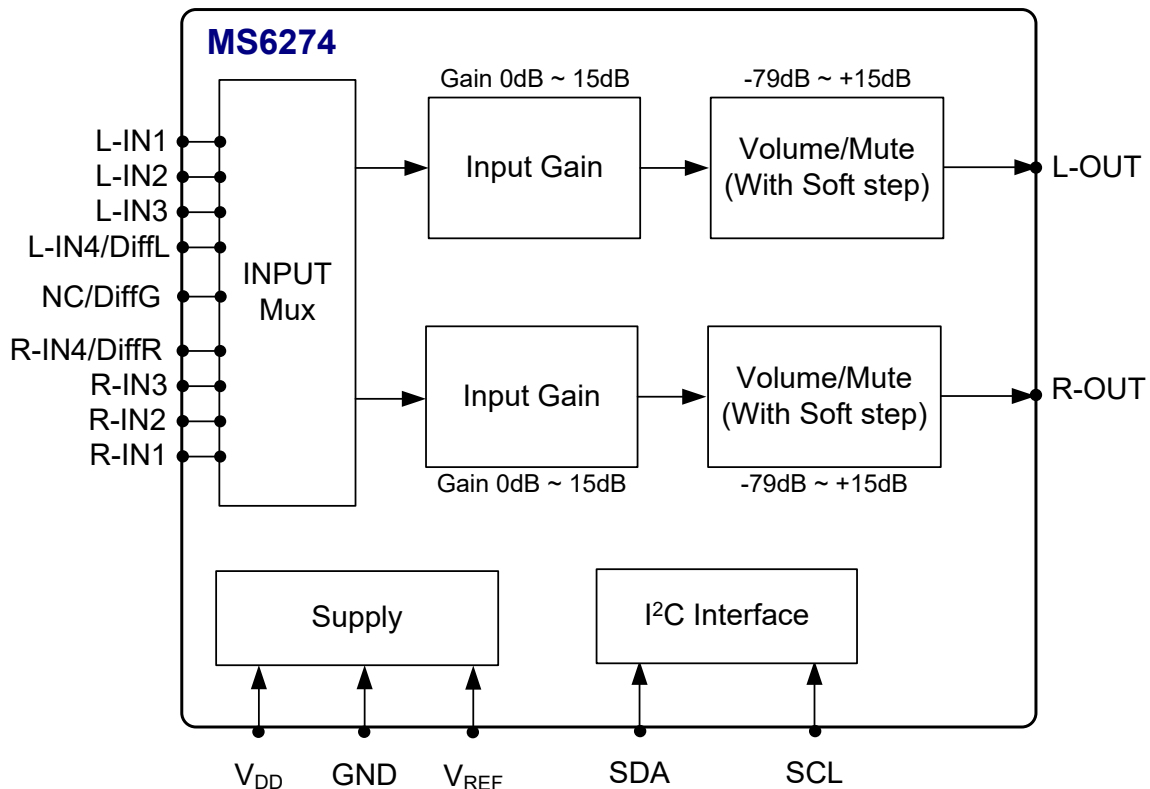 MS6274
Gain 0dB ~ 15dB
-79dB ~ +15dB
L-IN1
L-IN2
L-IN3
L-IN4/DiffL
NC/DiffG
R-IN4/DiffR
R-IN3
R-IN2
R-IN1
INPUT
Mux
Input Gain
Volume/Mute
(With Soft step)
L-OUT
Input Gain
Volume/Mute
(With Soft step)
R-OUT
Gain 0dB ~ 15dB
-79dB ~ +15dB
Supply
I²C Interface
V_DD
GND
V_REF
SDA
SCL